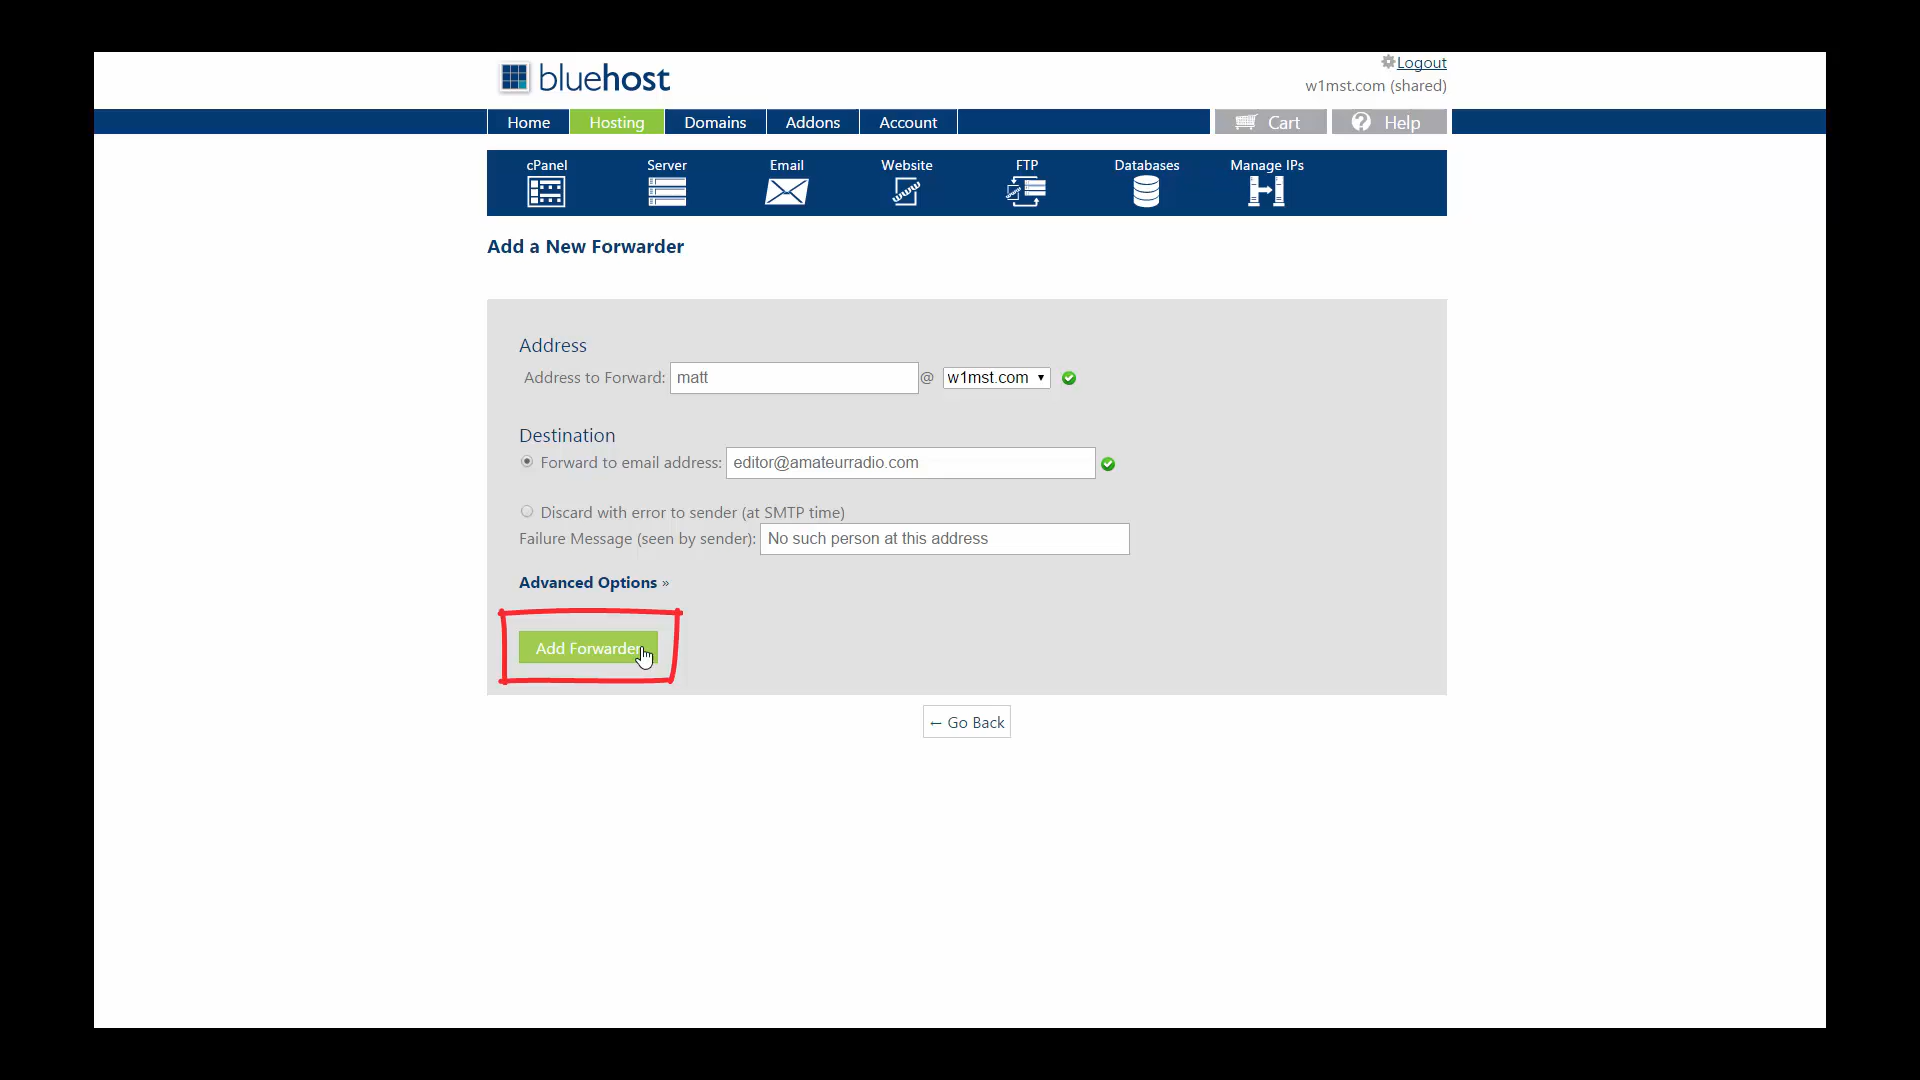 bluehost
Logout
w1mst.com (shared)
Home Hosting Domains Addons Account Cart Help
cPanel Server Email Website FTP Databases Manage IPs
Add a New Forwarder
Address
Address to Forward: matt @ w1mst.com
Destination
Forward to email address: editor@amateurradio.com
Discard with error to sender (at SMTP time)
Failure Message (seen by sender): No such person at this address
Advanced Options »
Add Forwarder
← Go Back